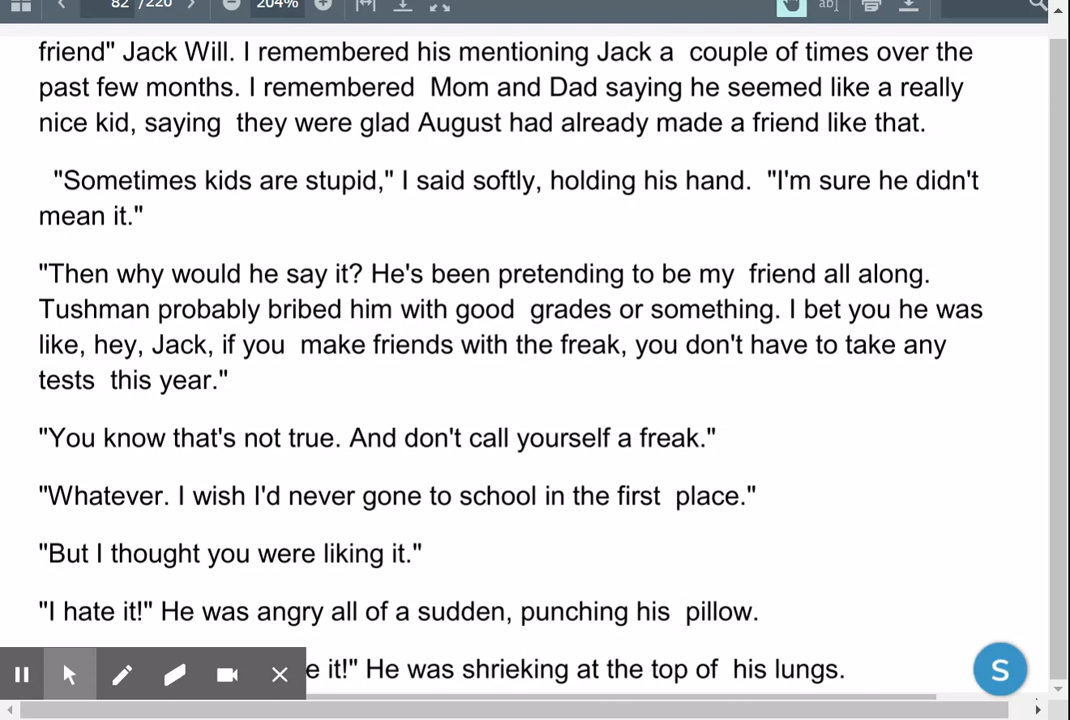 82 /220
204%
friend" Jack Will. I remembered his mentioning Jack a couple of times over the
past few months. I remembered Mom and Dad saying he seemed like a really
nice kid, saying they were glad August had already made a friend like that.
"Sometimes kids are stupid," I said softly, holding his hand. "I'm sure he didn't
mean it."
"Then why would he say it? He's been pretending to be my friend all along.
Tushman probably bribed him with good grades or something. I bet you he was
like, hey, Jack, if you make friends with the freak, you don't have to take any
tests this year."
"You know that's not true. And don't call yourself a freak."
"Whatever. I wish I'd never gone to school in the first place."
"But I thought you were liking it."
"I hate it!" He was angry all of a sudden, punching his pillow.
e it!" He was shrieking at the top of his lungs.
S